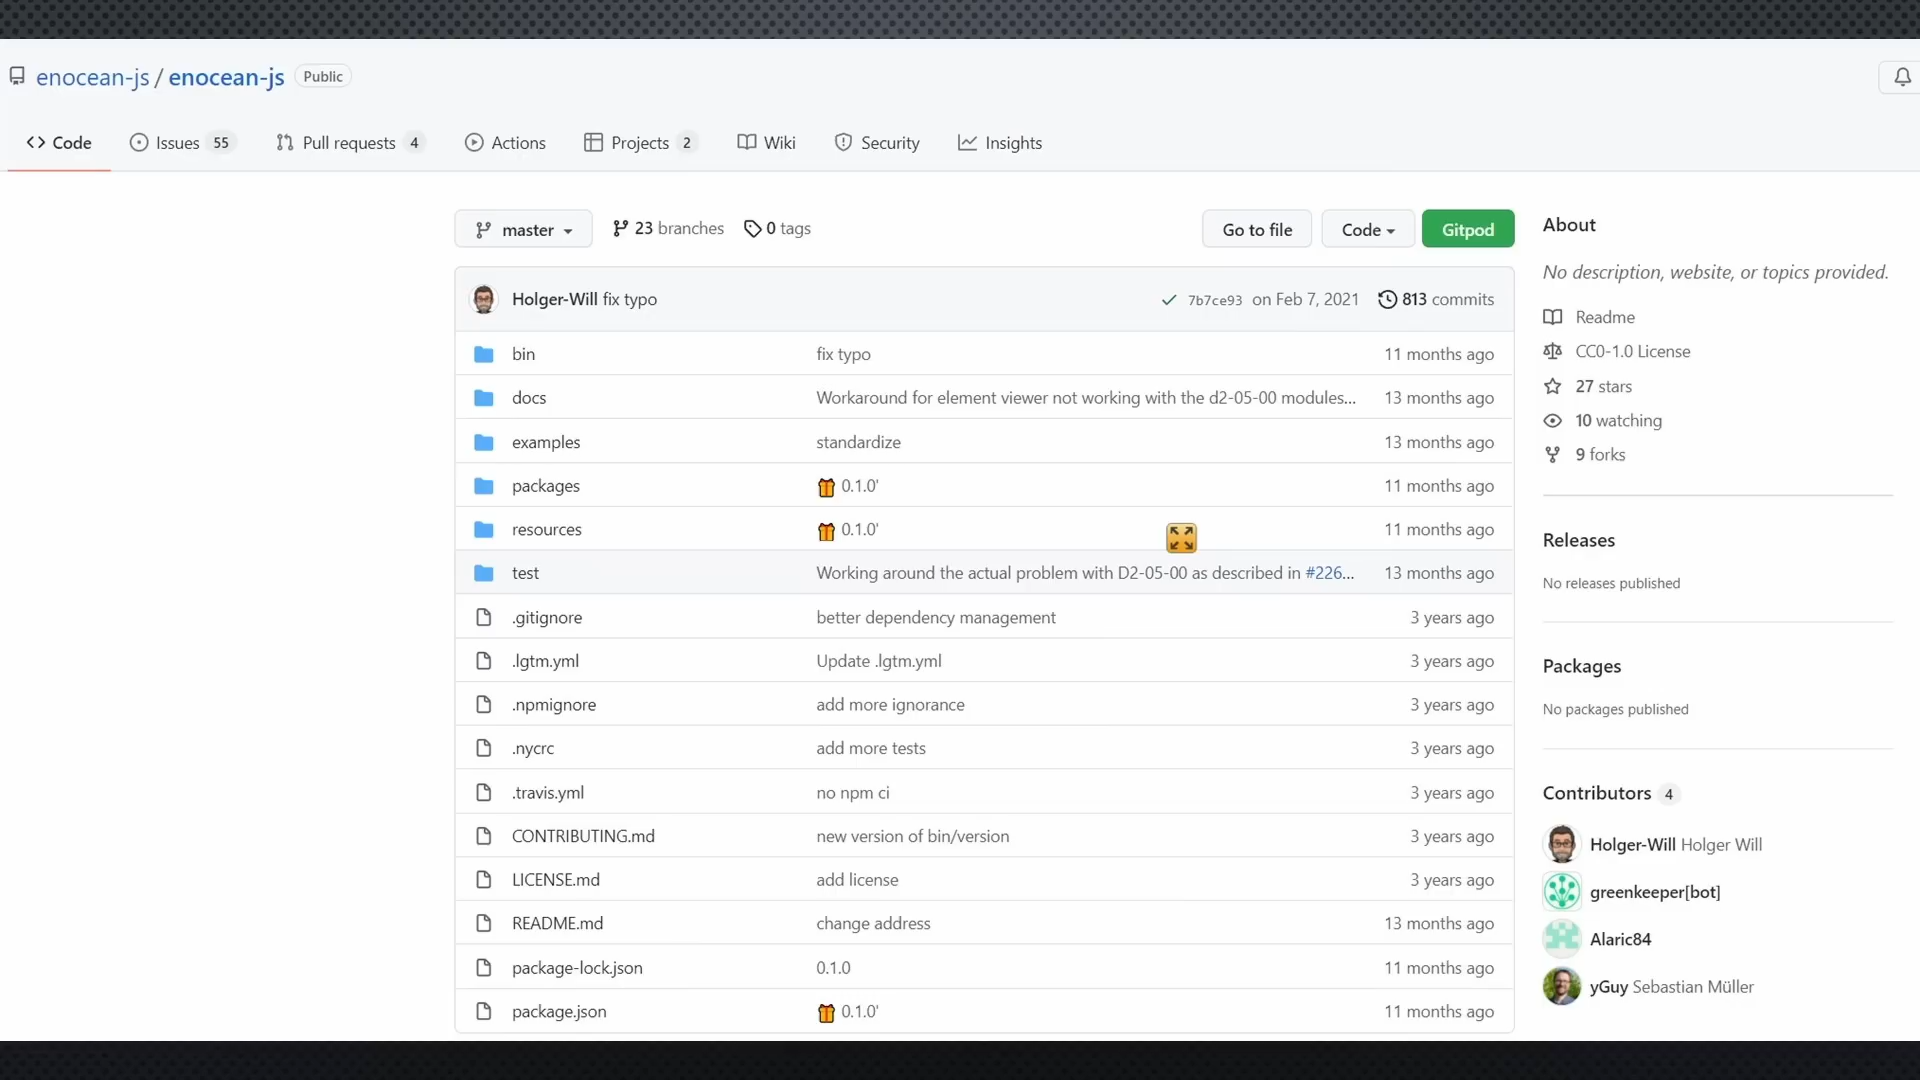 enocean-js / enocean-js Public
Code Issues 55 Pull requests 4 Actions Projects 2 Wiki Security Insights
master 23 branches 0 tags Go to file Code Gitpod
Holger-Will fix typo 7b7ce93 on Feb 7, 2021 813 commits
bin fix typo 11 months ago
docs Workaround for element viewer not working with the d2-05-00 modules... 13 months ago
examples standardize 13 months ago
packages 0.1.0' 11 months ago
resources 0.1.0' 11 months ago
test Working around the actual problem with D2-05-00 as described in #226... 13 months ago
.gitignore better dependency management 3 years ago
.lgtm.yml Update .lgtm.yml 3 years ago
.npmignore add more ignorance 3 years ago
.nycrc add more tests 3 years ago
.travis.yml no npm ci 3 years ago
CONTRIBUTING.md new version of bin/version 3 years ago
LICENSE.md add license 3 years ago
README.md change address 13 months ago
package-lock.json 0.1.0 11 months ago
package.json 0.1.0' 11 months ago
About
No description, website, or topics provided.
Readme
CC0-1.0 License
27 stars
10 watching
9 forks
Releases
No releases published
Packages
No packages published
Contributors 4
Holger-Will Holger Will
greenkeeper[bot]
Alaric84
yGuy Sebastian Müller